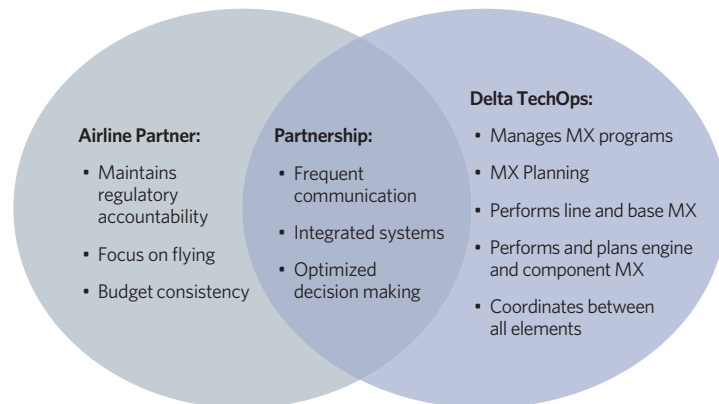 Airline Partner:
• Maintains
regulatory
accountability
• Focus on flying
• Budget consistency
Partnership:
• Frequent
communication
• Integrated systems
• Optimized
decision making
Delta TechOps:
• Manages MX programs
• MX Planning
• Performs line and base MX
• Performs and plans engine
and component MX
• Coordinates between
all elements